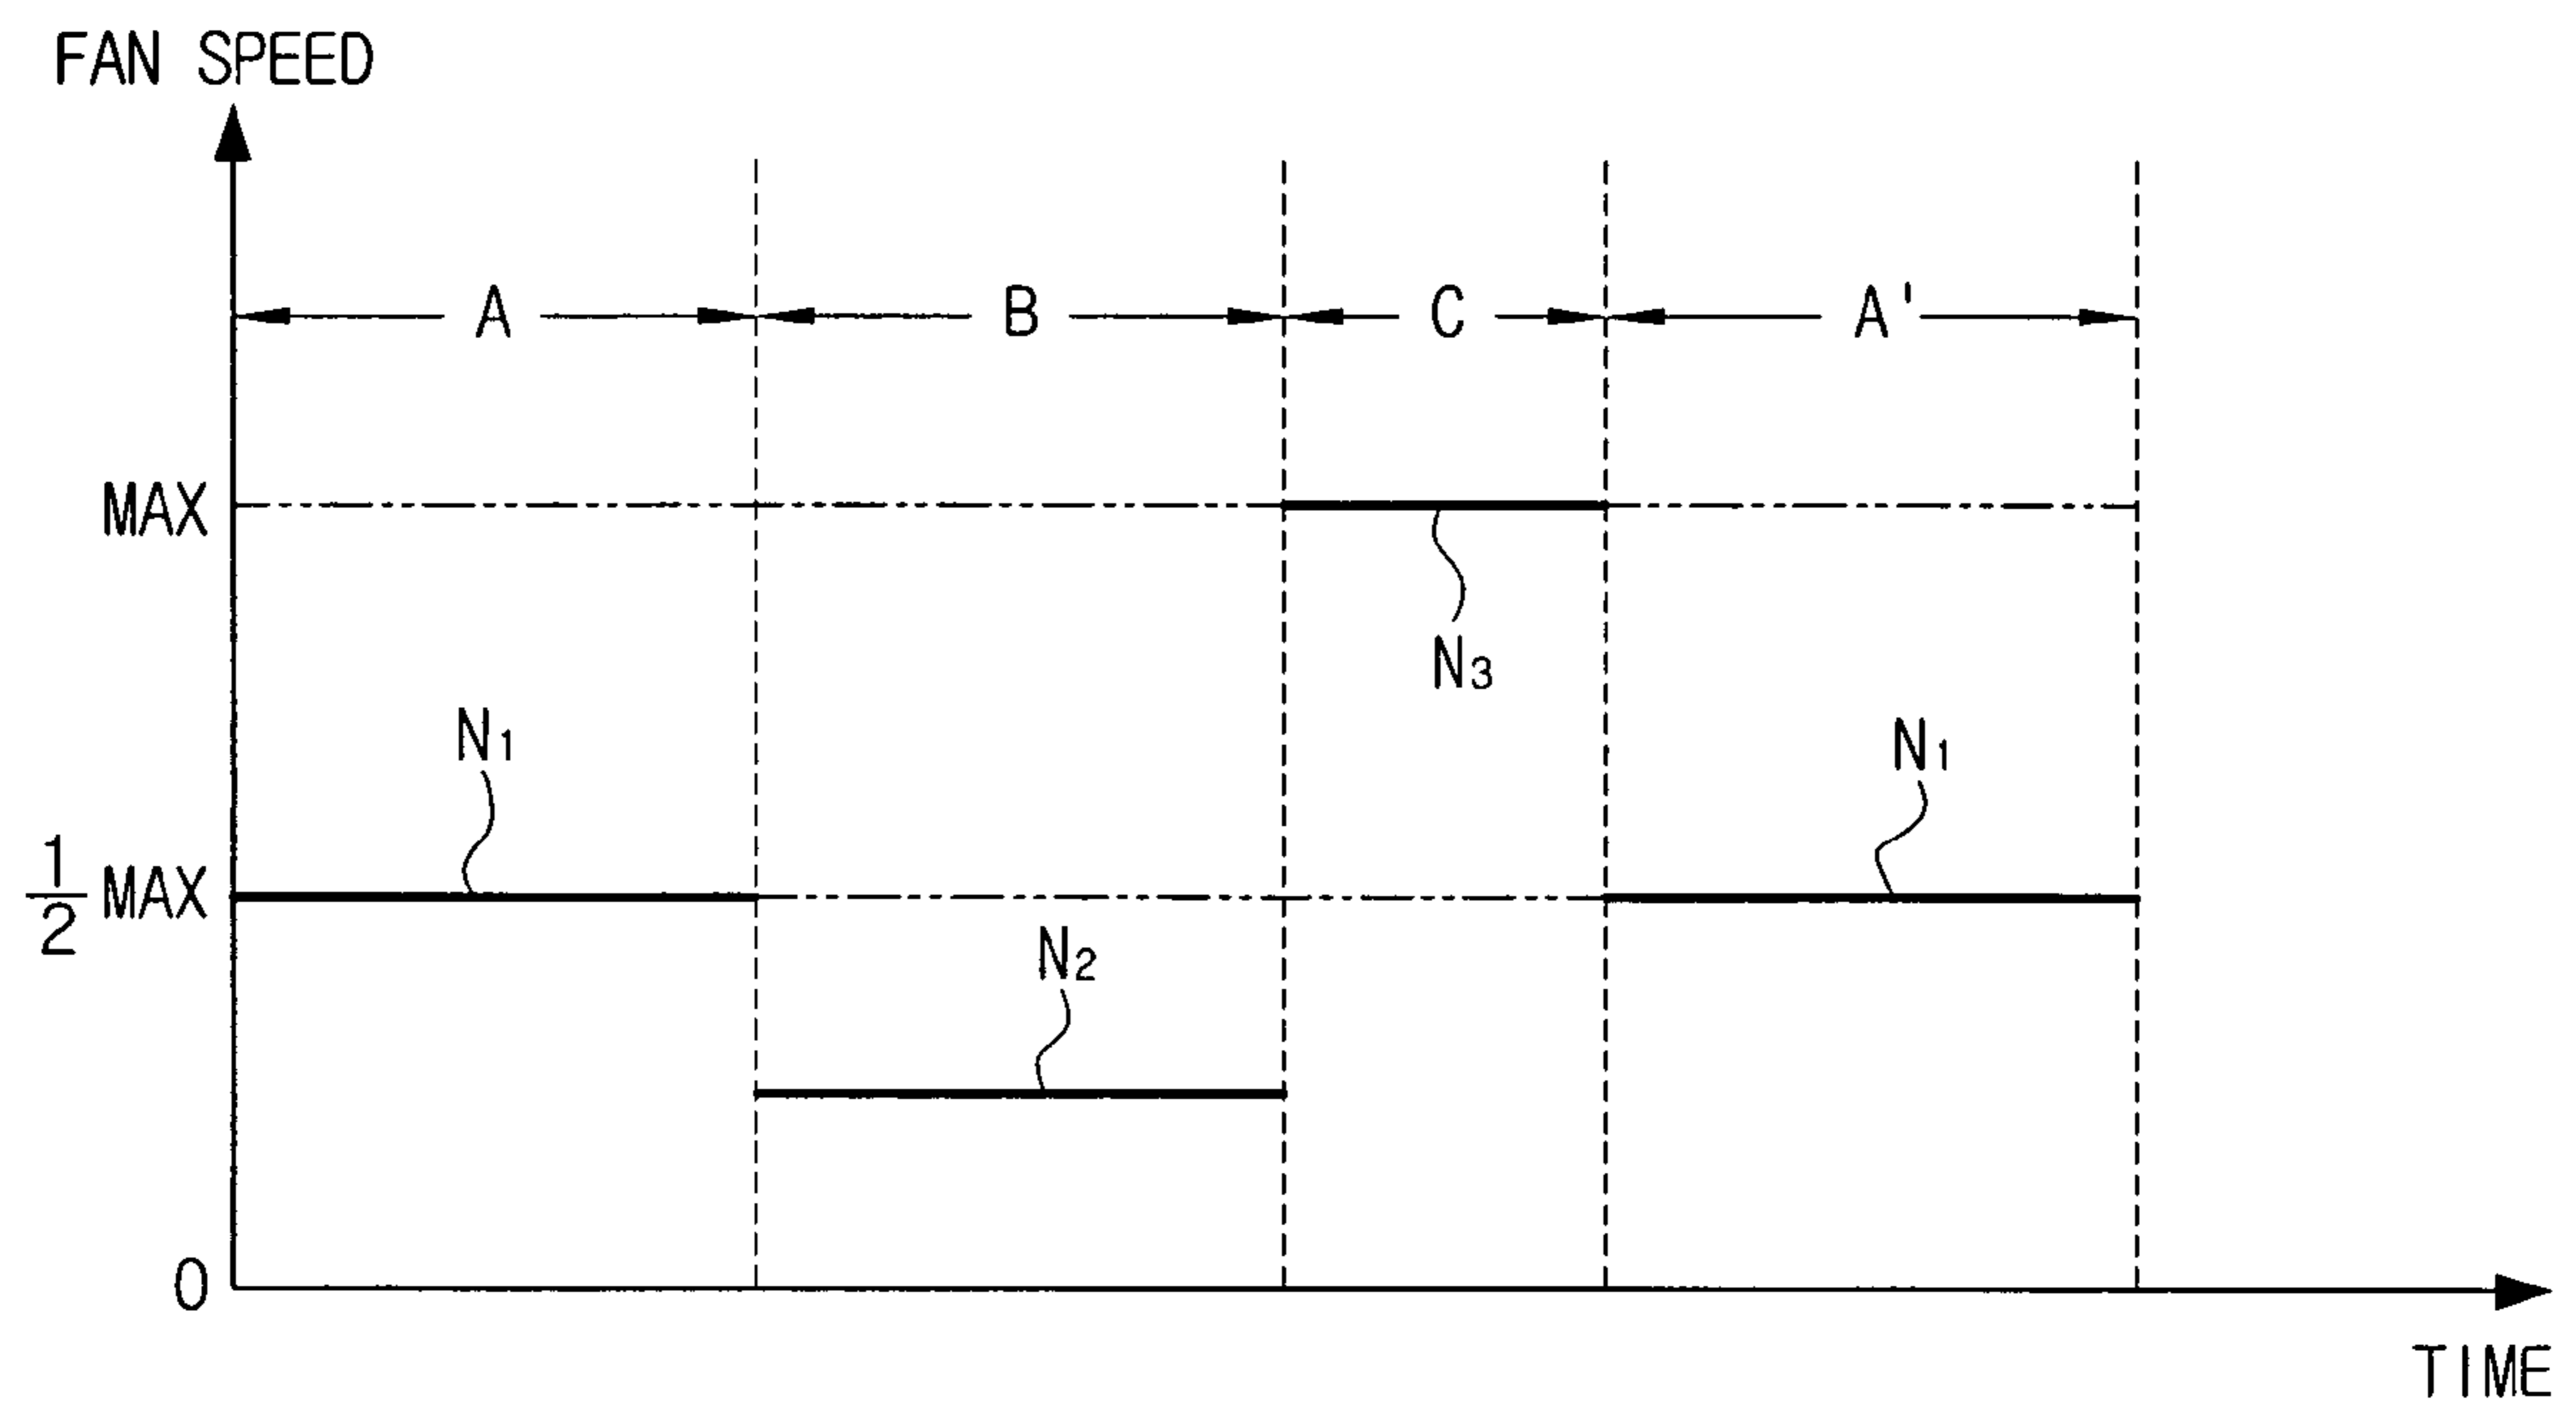 FAN SPEED
A B C A'
MAX
N3
N1 N1
1/2 MAX
N2
0
TIME